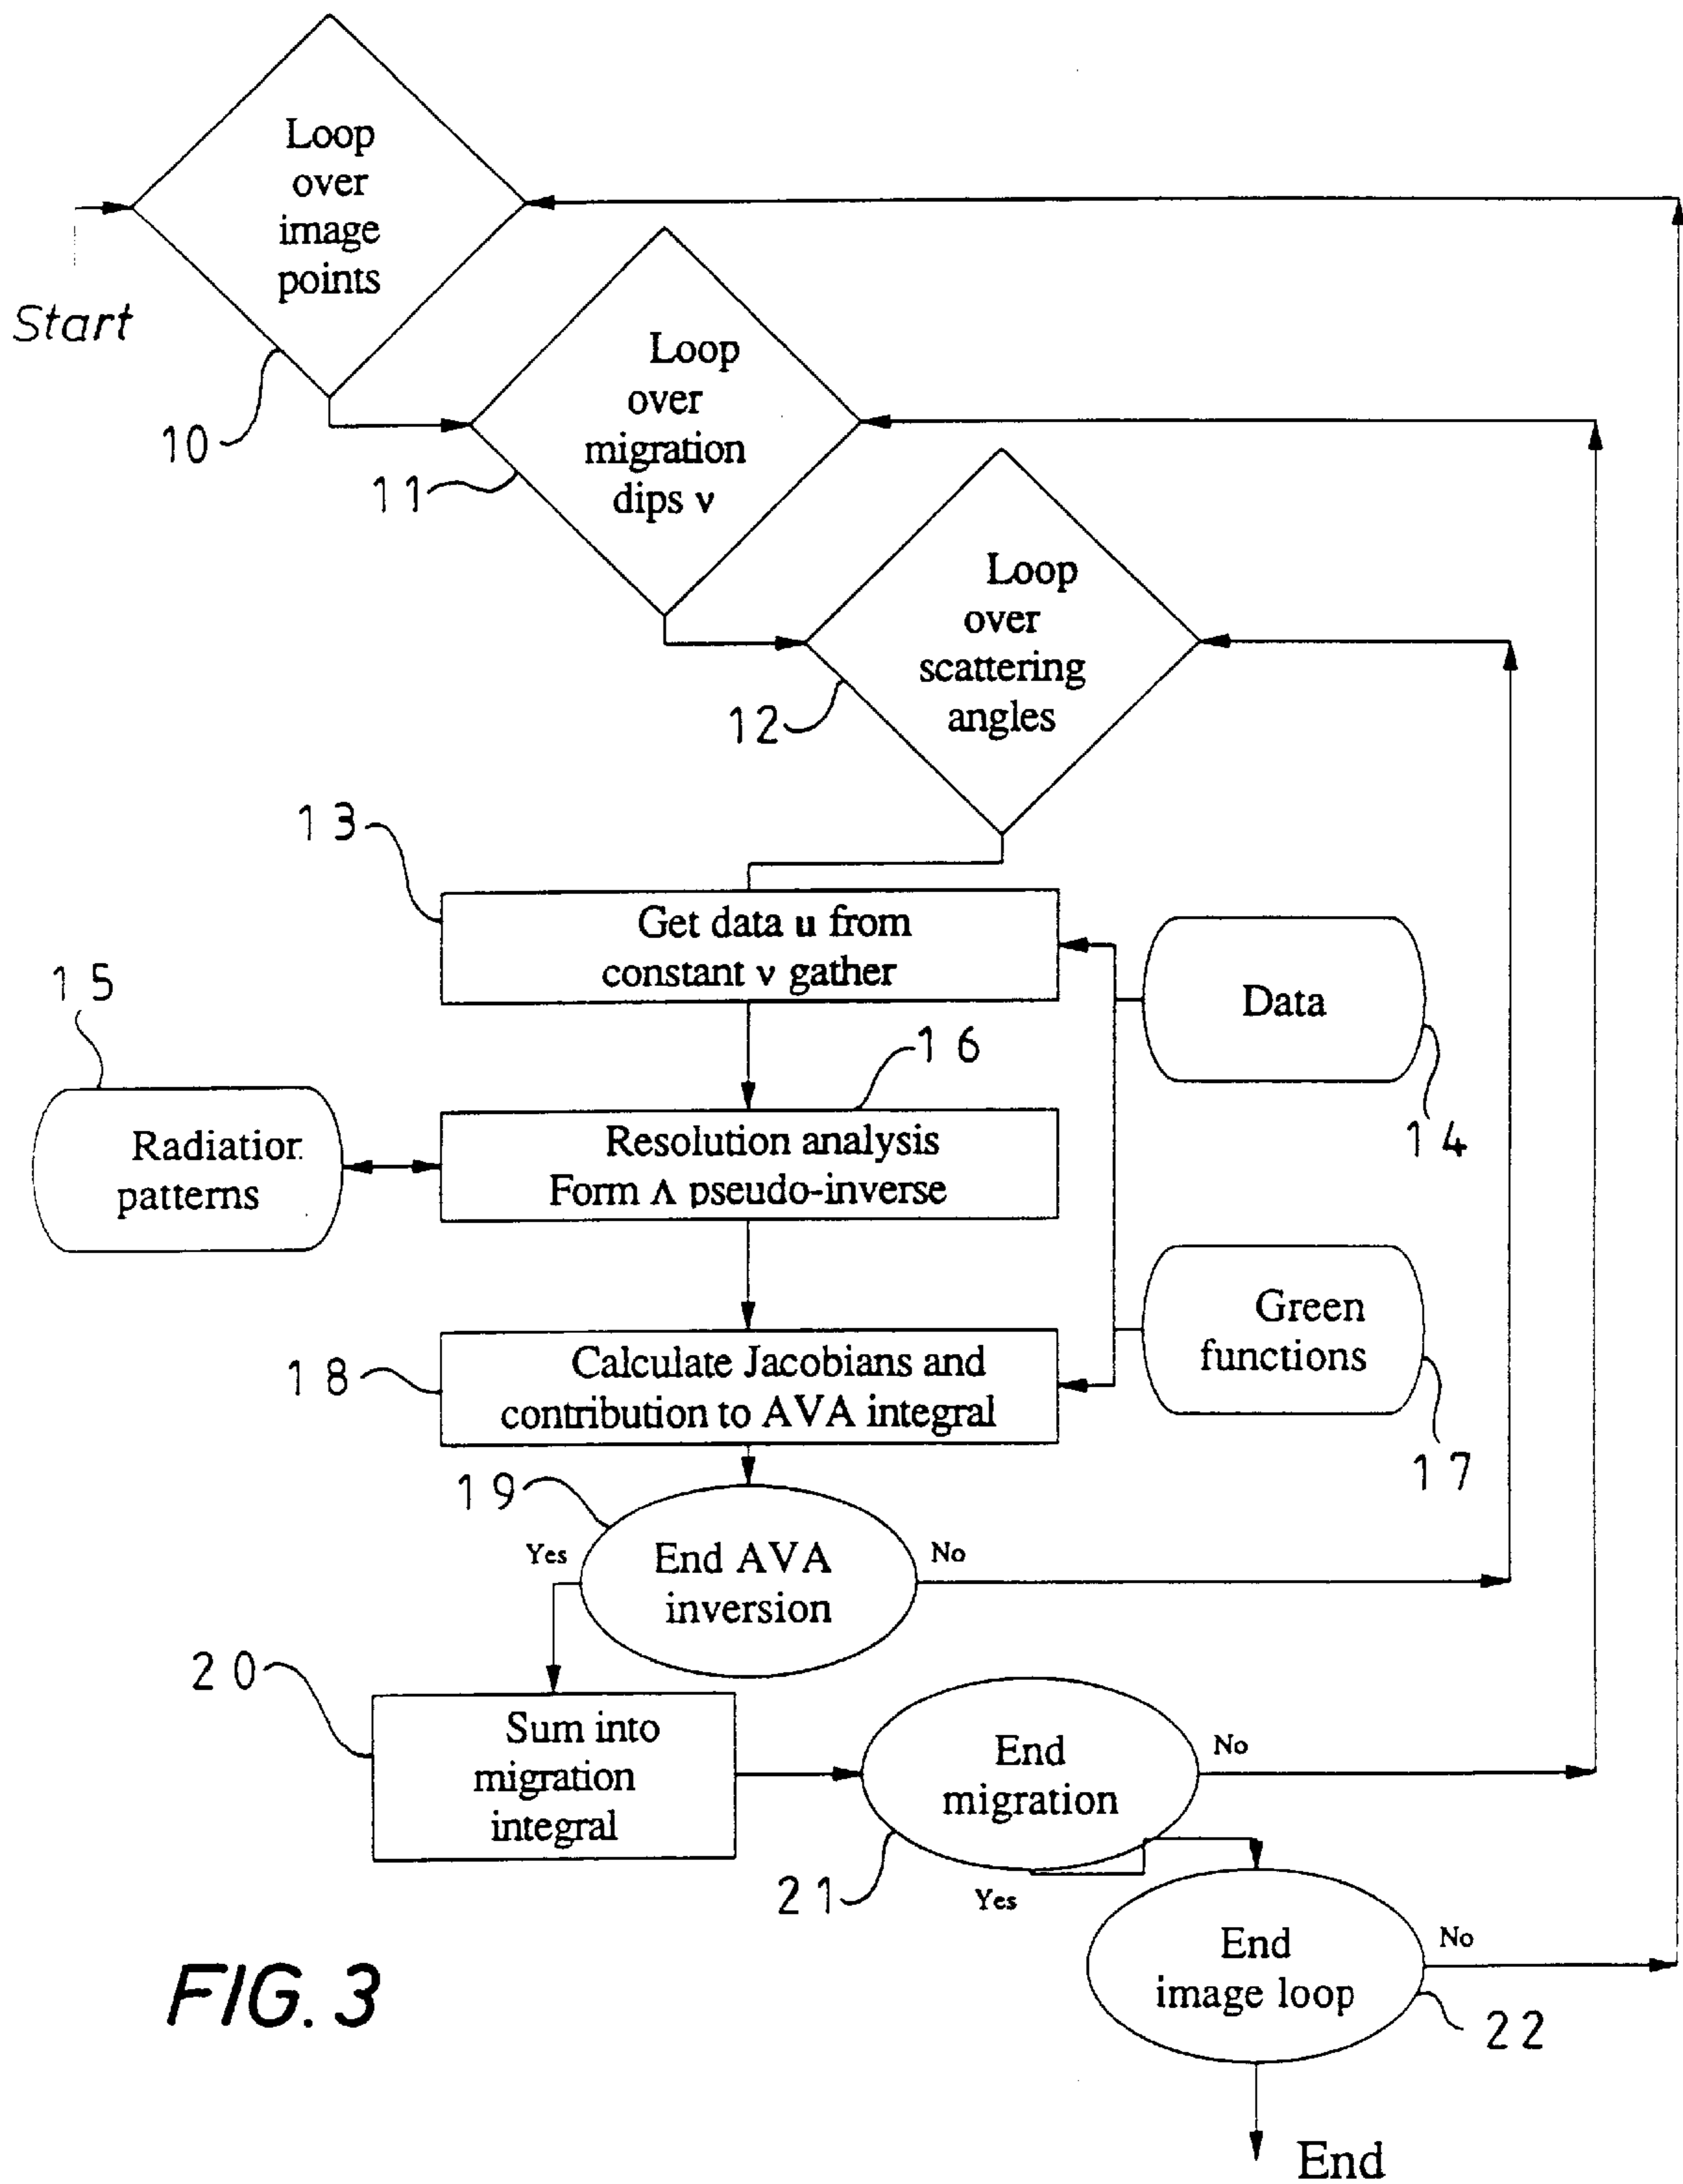 Loop
over
image
points
Start
10
Loop
over
migration
dips ν
11
Loop
over
scattering
angles
12
13
Get data u from
constant ν gather
Data
14
15
Radiation
patterns
16
Resolution analysis
Form Λ pseudo-inverse
Green
functions
17
18
Calculate Jacobians and
contribution to AVA integral
19
Yes
End AVA
inversion
No
20
Sum into
migration
integral
End
migration
No
21
Yes
End
image loop
No
22
FIG. 3
End